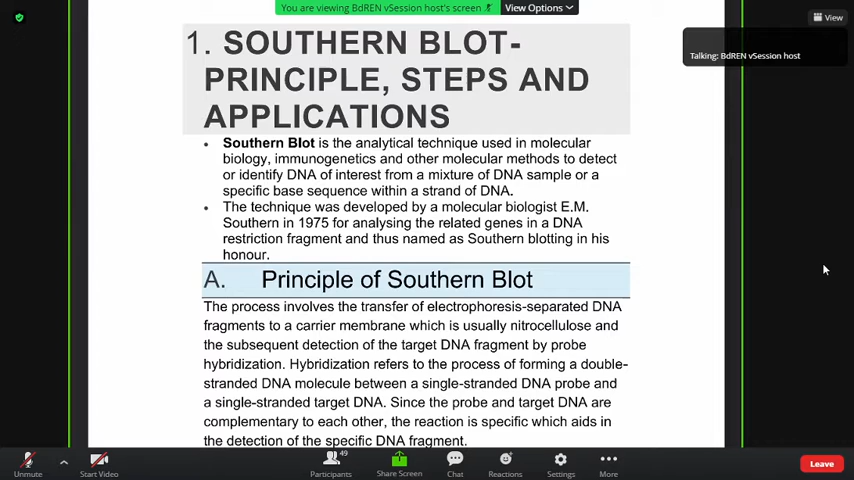 You are viewing BdREN vSession host's screen
View Options
View
Talking: BdREN vSession host
1. SOUTHERN BLOT-
PRINCIPLE, STEPS AND
APPLICATIONS
• Southern Blot is the analytical technique used in molecular
biology, immunogenetics and other molecular methods to detect
or identify DNA of interest from a mixture of DNA sample or a
specific base sequence within a strand of DNA.
• The technique was developed by a molecular biologist E.M.
Southern in 1975 for analysing the related genes in a DNA
restriction fragment and thus named as Southern blotting in his
honour.
A. Principle of Southern Blot
The process involves the transfer of electrophoresis-separated DNA
fragments to a carrier membrane which is usually nitrocellulose and
the subsequent detection of the target DNA fragment by probe
hybridization. Hybridization refers to the process of forming a double-
stranded DNA molecule between a single-stranded DNA probe and
a single-stranded target DNA. Since the probe and target DNA are
complementary to each other, the reaction is specific which aids in
the detection of the specific DNA fragment.
Unmute
Start Video
49
Participants
Share Screen
Chat
Reactions
Settings
More
Leave